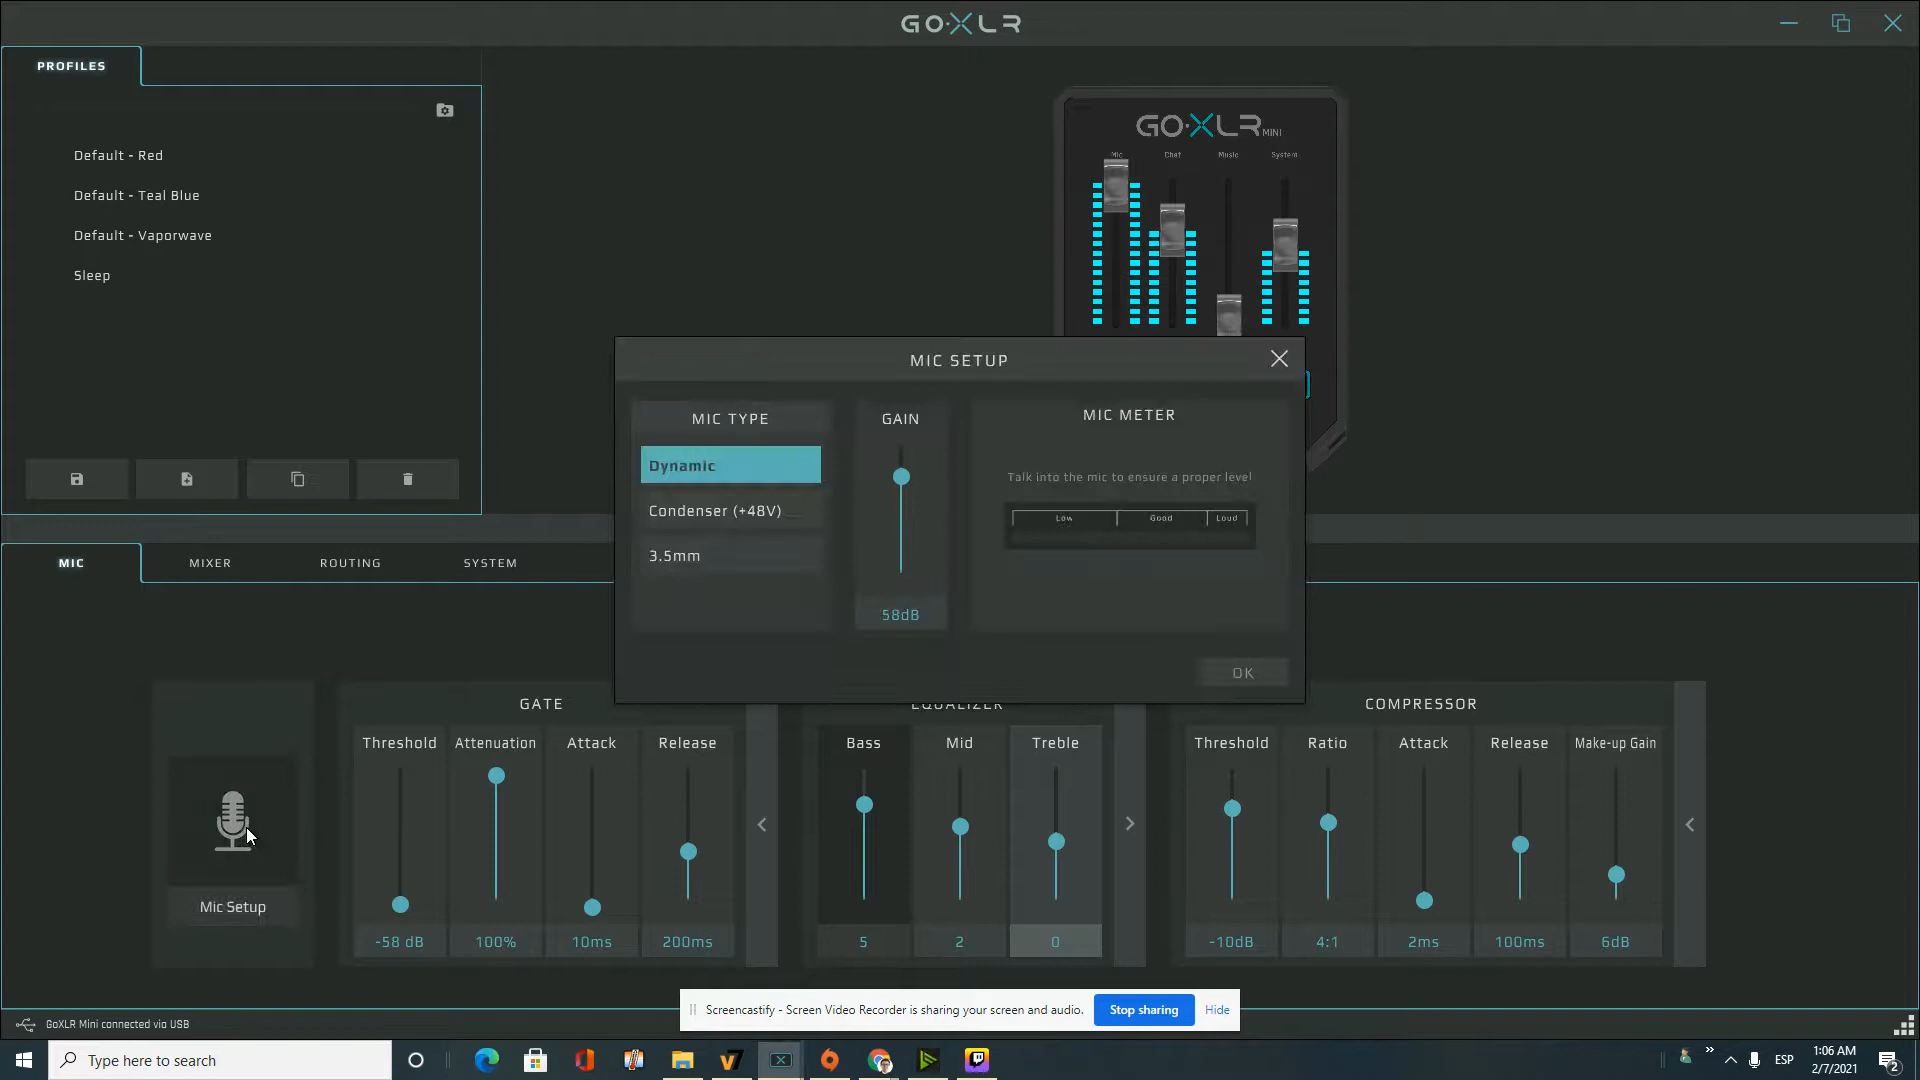 GO·XLR
PROFILES
Default - Red
Default - Teal Blue
Default - Vaporwave
Sleep
GO·XLR MINI
Mic Chat Music System
MIC SETUP
MIC TYPE
Dynamic
Condenser (+48V)
3.5mm
GAIN
58dB
MIC METER
Talk into the mic to ensure a proper level
Low Good Loud
OK
MIC MIXER ROUTING SYSTEM
Mic Setup
GATE
Threshold Attenuation Attack Release
-58 dB 100% 10ms 200ms
EQUALIZER
Bass Mid Treble
5 2 0
COMPRESSOR
Threshold Ratio Attack Release Make-up Gain
-10dB 4:1 2ms 100ms 6dB
Screencastify - Screen Video Recorder is sharing your screen and audio. Stop sharing Hide
GoXLR Mini connected via USB
Type here to search
ESP
1:06 AM
2/7/2021
2